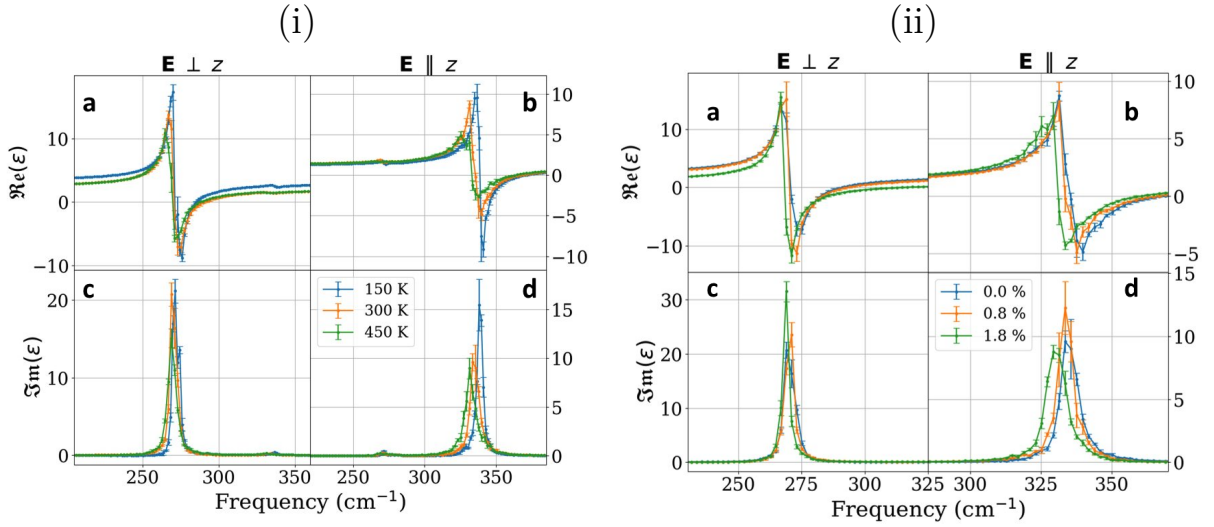 (i)
(ii)
E ⊥ z
E ∥ z
E ⊥ z
E ∥ z
a
b
a
b
ℜe(ε)
10
0
−10
10
5
0
−5
−10
ℜe(ε)
10
0
−10
10
5
0
−5
c
d
c
d
150 K
300 K
450 K
0.0 %
0.8 %
1.8 %
ℑm(ε)
20
10
0
15
10
5
0
ℑm(ε)
30
20
10
0
15
10
5
0
250
300
350
250
300
350
250
275
300
325
325
350
Frequency (cm⁻¹)
Frequency (cm⁻¹)